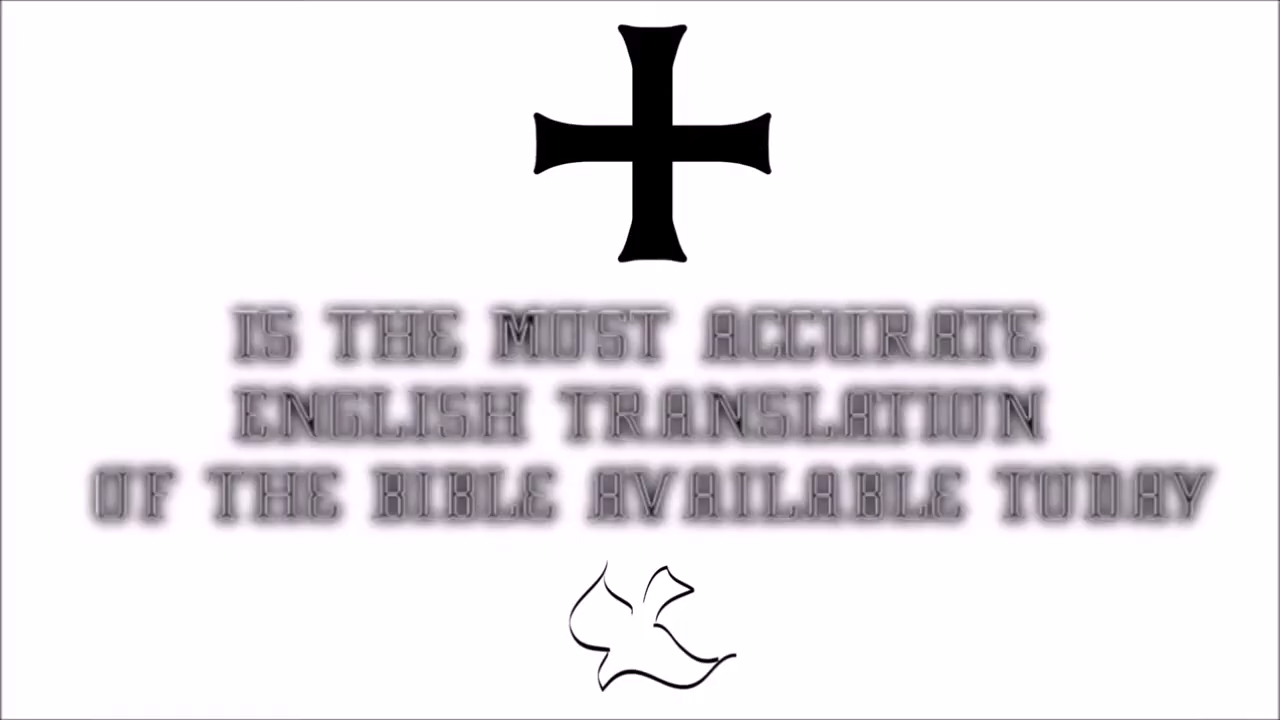 IS THE MOST ACCURATE
ENGLISH TRANSLATION
OF THE BIBLE AVAILABLE TODAY